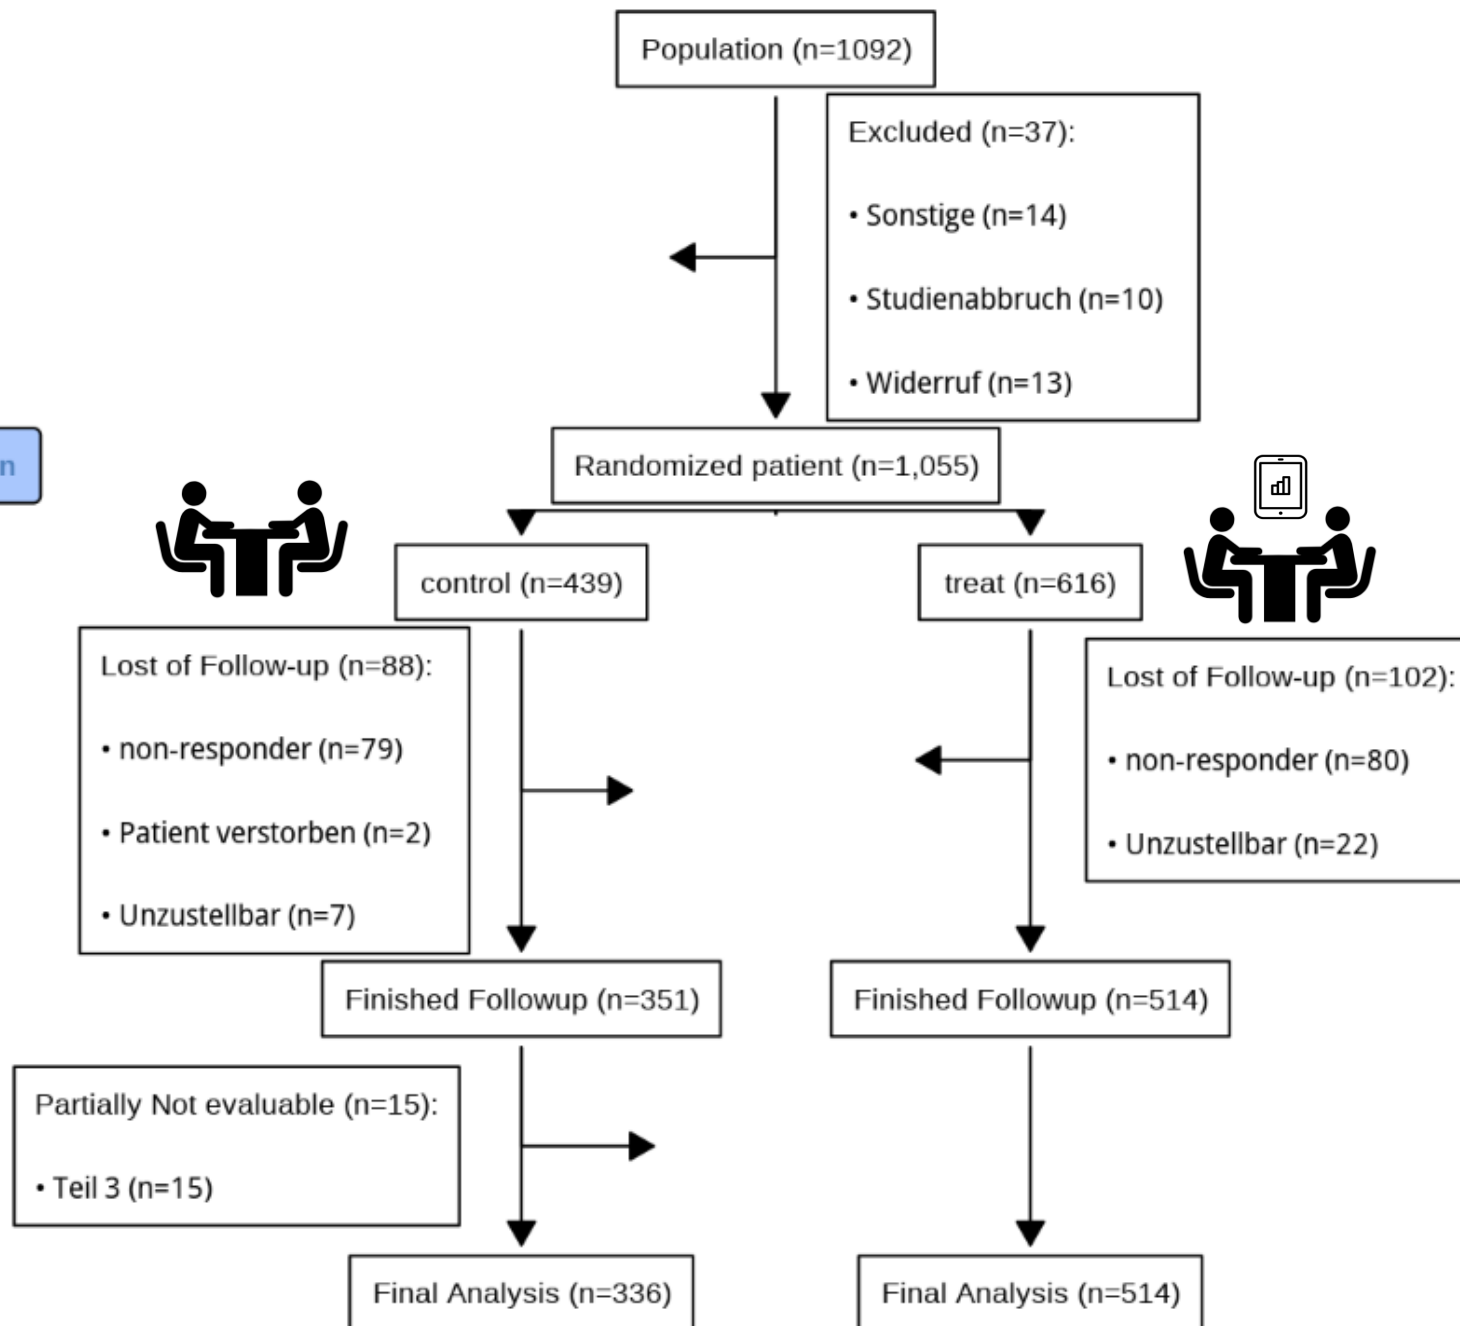 Population (n=1092)
Excluded (n=37):
• Sonstige (n=14)
• Studienabbruch (n=10)
• Widerruf (n=13)
n
Randomized patient (n=1,055)
control (n=439)
treat (n=616)
Lost of Follow-up (n=88):
• non-responder (n=79)
• Patient verstorben (n=2)
• Unzustellbar (n=7)
Lost of Follow-up (n=102):
• non-responder (n=80)
• Unzustellbar (n=22)
Finished Followup (n=351)
Finished Followup (n=514)
Partially Not evaluable (n=15):
• Teil 3 (n=15)
Final Analysis (n=336)
Final Analysis (n=514)